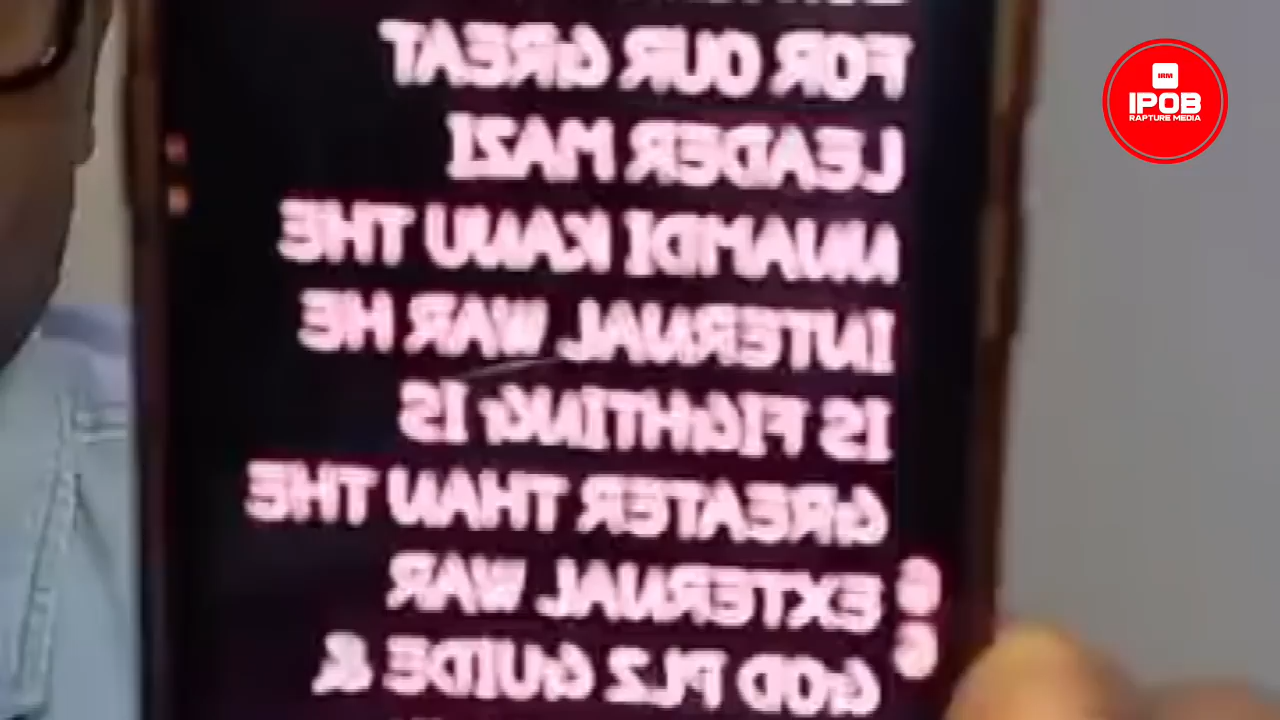 FOR OUR GREAT
LEADER MAZI
NNAMDI KANU THE
INTERNAL WAR HE
IS FIGHTING IS
GREATER THAN THE
EXTERNAL WAR
GOD PLZ GUIDE &
IRM
IPOB
RAPTURE MEDIA